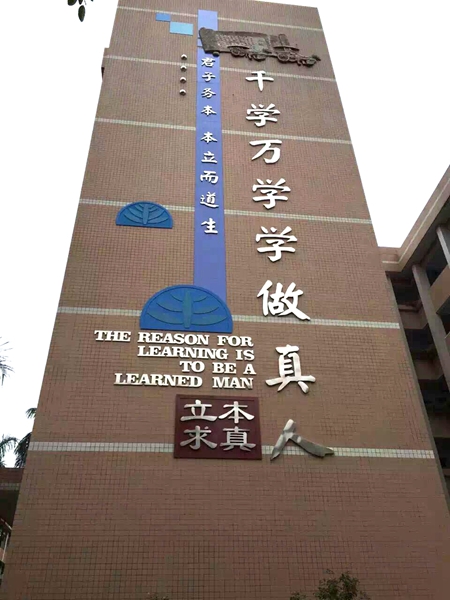 君子务本 本立而道生
千学万学学做真人
THE REASON FOR
LEARNING IS
TO BE A
LEARNED MAN
立本
求真